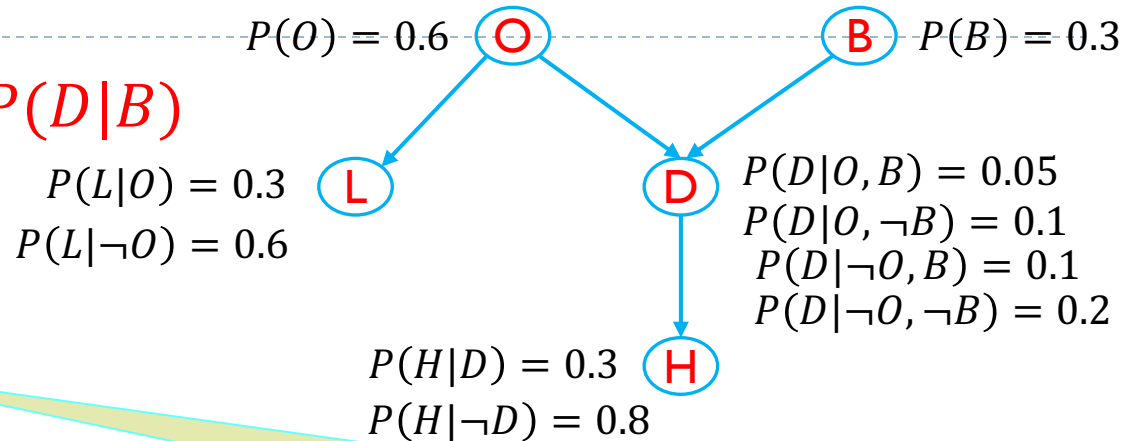 P(O) = 0.6 O B P(B) = 0.3
P(D|B)
P(L|O) = 0.3 L D P(D|O, B) = 0.05
P(L|¬O) = 0.6 P(D|O, ¬B) = 0.1
P(D|¬O, B) = 0.1
P(D|¬O, ¬B) = 0.2
P(H|D) = 0.3 H
P(H|¬D) = 0.8